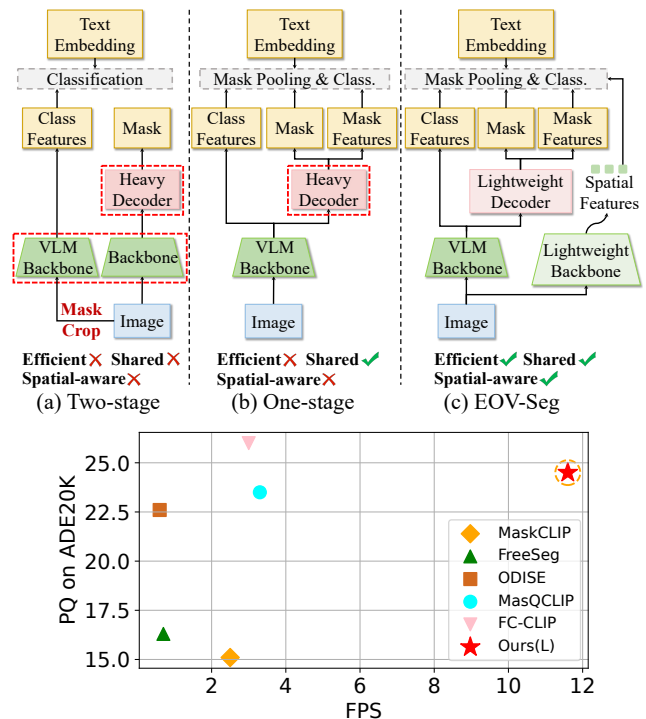 Text
Embedding
Classification
Class
Features
Mask
Heavy
Decoder
VLM
Backbone
Backbone
Mask
Crop
Image
Efficient ✗ Shared ✗
Spatial-aware ✗
(a) Two-stage
Text
Embedding
Mask Pooling & Class.
Class
Features
Mask
Mask
Features
Heavy
Decoder
VLM
Backbone
Image
Efficient ✗ Shared ✓
Spatial-aware ✗
(b) One-stage
Text
Embedding
Mask Pooling & Class.
Class
Features
Mask
Mask
Features
Lightweight
Decoder
Spatial
Features
VLM
Backbone
Lightweight
Backbone
Image
Efficient ✓ Shared ✓
Spatial-aware ✓
(c) EOV-Seg
PQ on ADE20K
25.0
22.5
20.0
17.5
15.0
MaskCLIP
FreeSeg
ODISE
MasQCLIP
FC-CLIP
Ours(L)
2 4 6 8 10 12
FPS